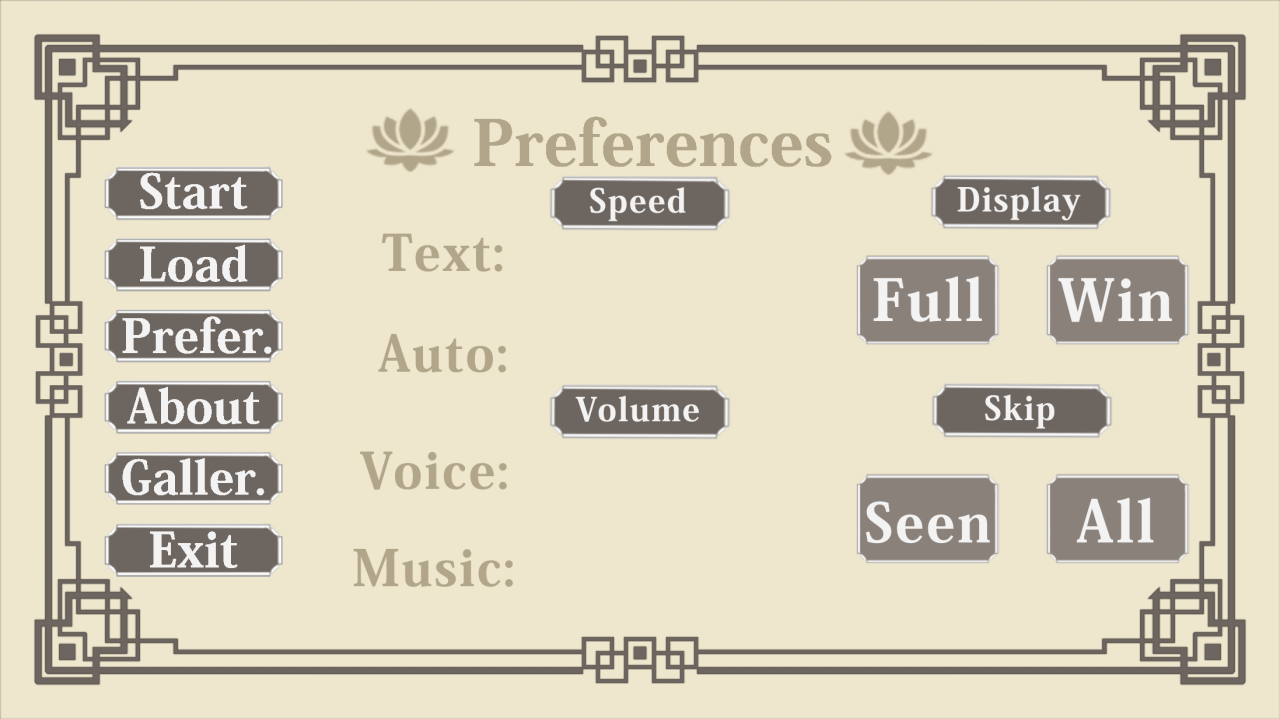 Preferences
Start
Load
Prefer.
About
Galler.
Exit
Speed
Text:
Auto:
Volume
Voice:
Music:
Display
Full
Win
Skip
Seen
All